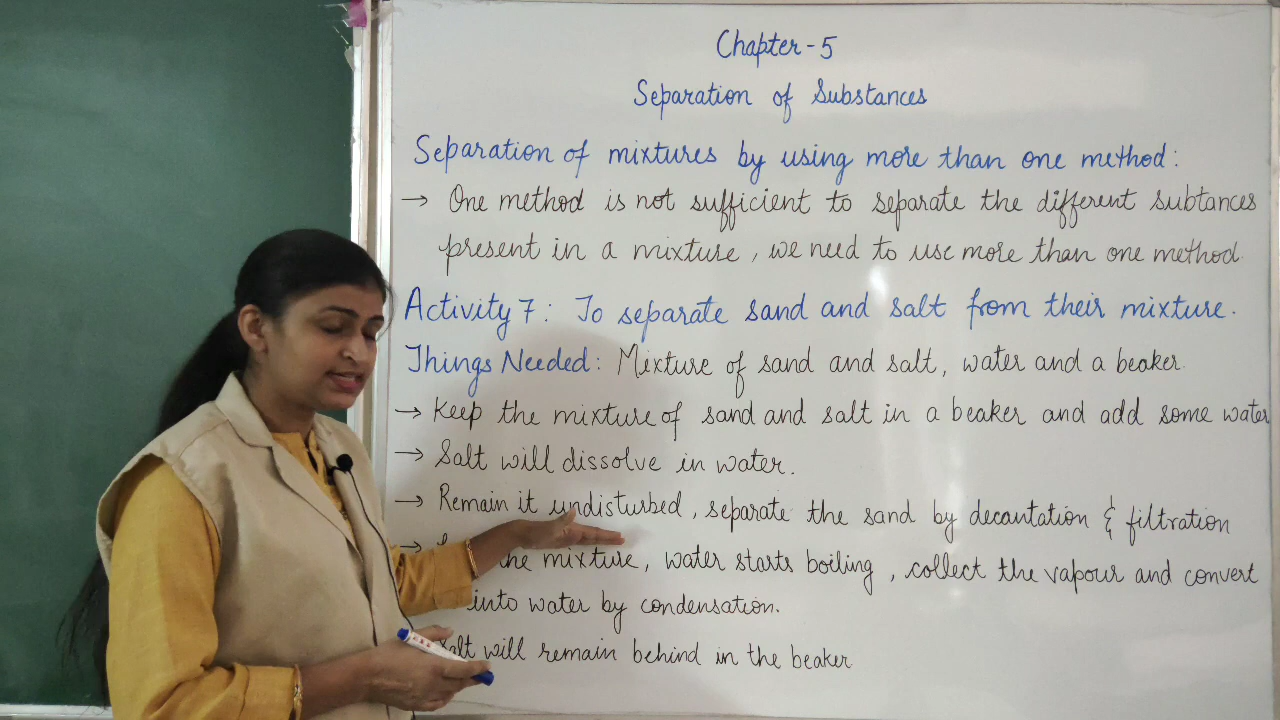 Chapter - 5
Separation of Substances
Separation of mixtures by using more than one method :
→ One method is not sufficient to separate the different subtances
present in a mixture, we need to use more than one method.
Activity 7 : To separate sand and salt from their mixture.
Things Needed : Mixture of sand and salt, water and a beaker.
→ Keep the mixture of sand and salt in a beaker and add some water
→ Salt will dissolve in water.
→ Remain it undisturbed, separate the sand by decantation & filtration
→ the mixture, water starts boiling, collect the vapour and convert
into water by condensation.
Salt will remain behind in the beaker